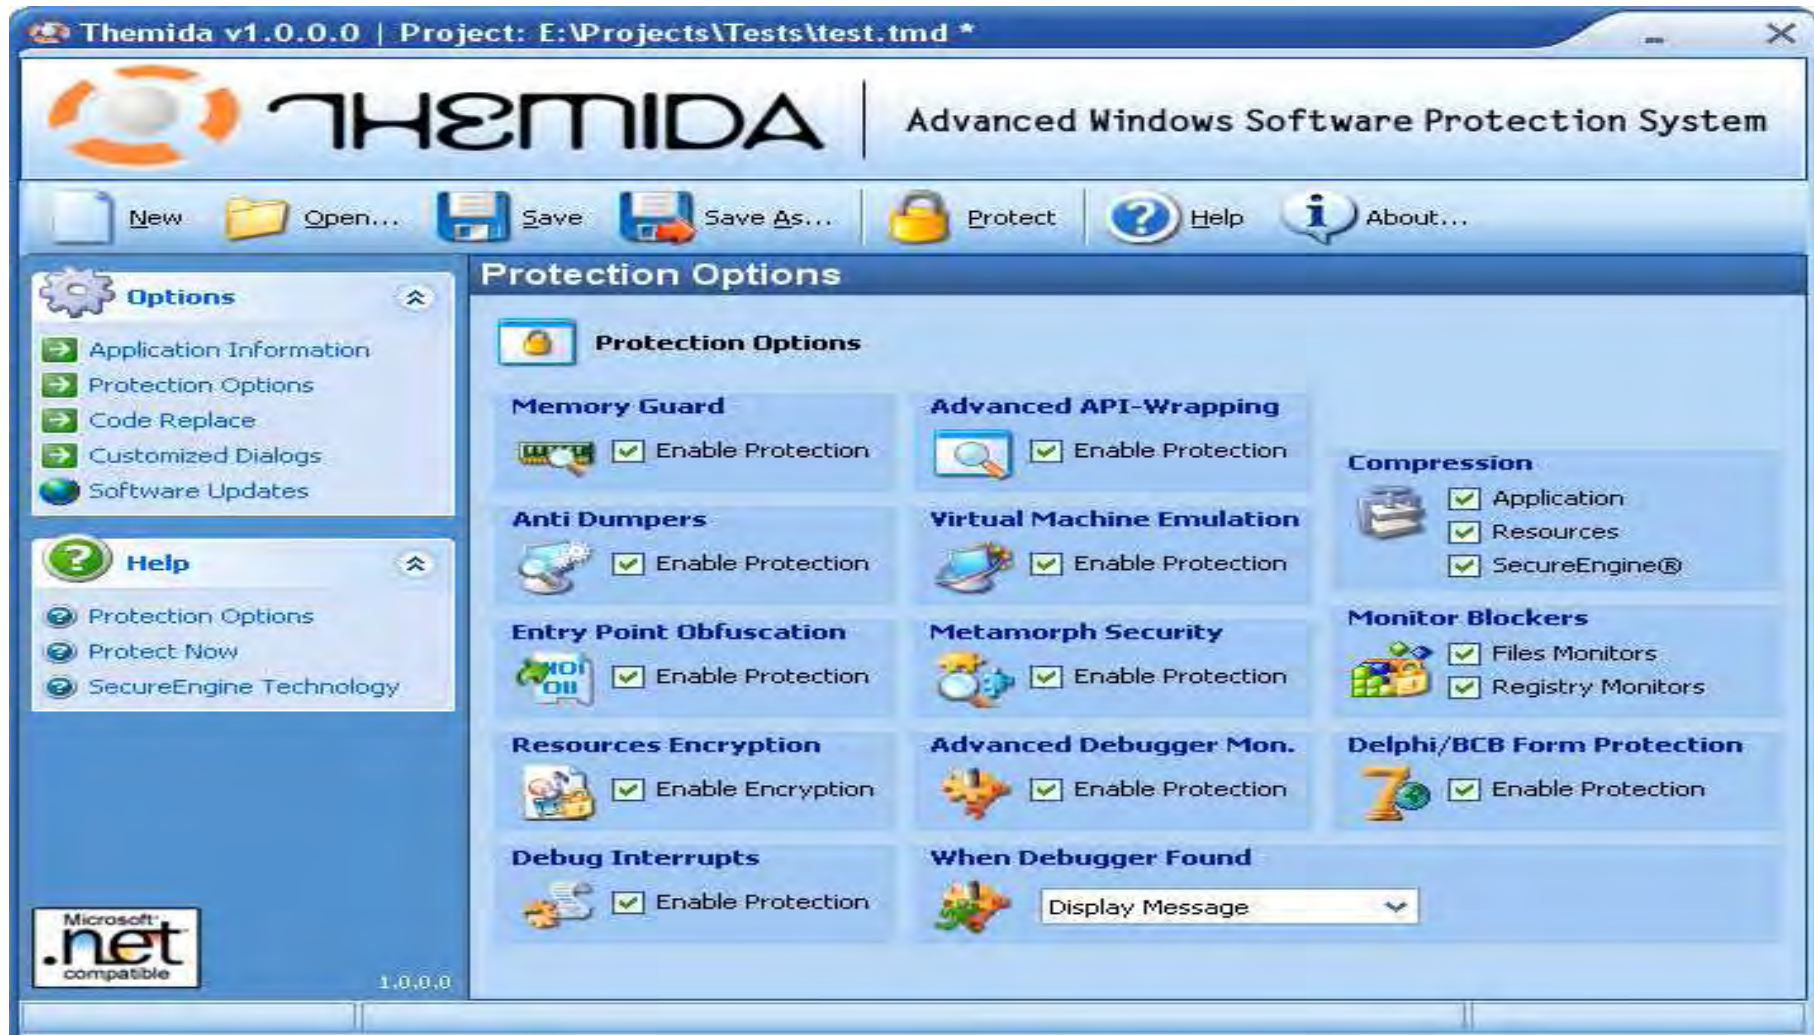 Themida v1.0.0.0 | Project: E:\Projects\Tests\test.tmd *
THEMIDA
Advanced Windows Software Protection System
New Open... Save Save As... Protect Help About...
Options
Application Information
Protection Options
Code Replace
Customized Dialogs
Software Updates
Help
Protection Options
Protect Now
SecureEngine Technology
Microsoft
.net
compatible
1.0.0.0
Protection Options
Protection Options
Memory Guard
Enable Protection
Advanced API-Wrapping
Enable Protection
Compression
Application
Resources
SecureEngine®
Anti Dumpers
Enable Protection
Virtual Machine Emulation
Enable Protection
Entry Point Obfuscation
Enable Protection
Metamorph Security
Enable Protection
Monitor Blockers
Files Monitors
Registry Monitors
Resources Encryption
Enable Encryption
Advanced Debugger Mon.
Enable Protection
Delphi/BCB Form Protection
Enable Protection
Debug Interrupts
Enable Protection
When Debugger Found
Display Message